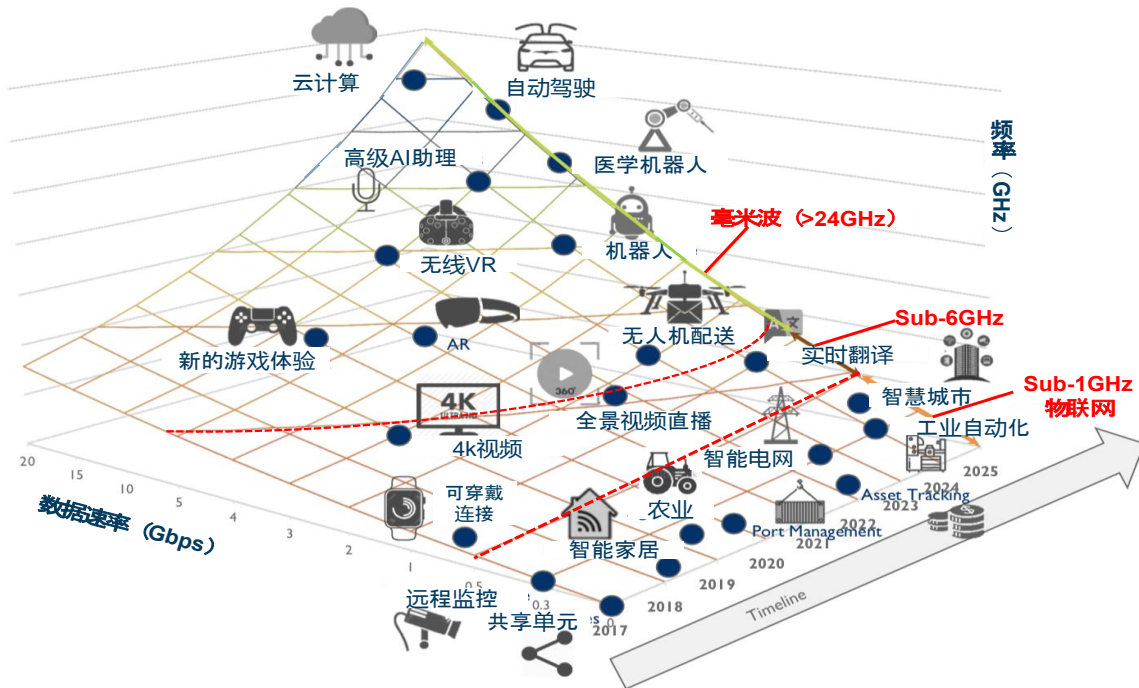 云计算
自动驾驶
频率（GHz）
高级AI助理
医学机器人
毫米波（>24GHz）
无线VR
机器人
A文
Sub-6GHz
新的游戏体验
AR
无人机配送
实时翻译
360°
4K
ULTRA HD
Sub-1GHz
物联网
智慧城市
全景视频直播
工业自动化
4k视频
智能电网
20
15
10
5
4
3
2
1
0.5
0.3
0
数据速率（Gbps）
可穿戴
连接
农业
Asset Tracking
Port Management
智能家居
远程监控
共享单元
es
2017
2018
2019
2020
2021
2022
2023
2024
2025
Timeline